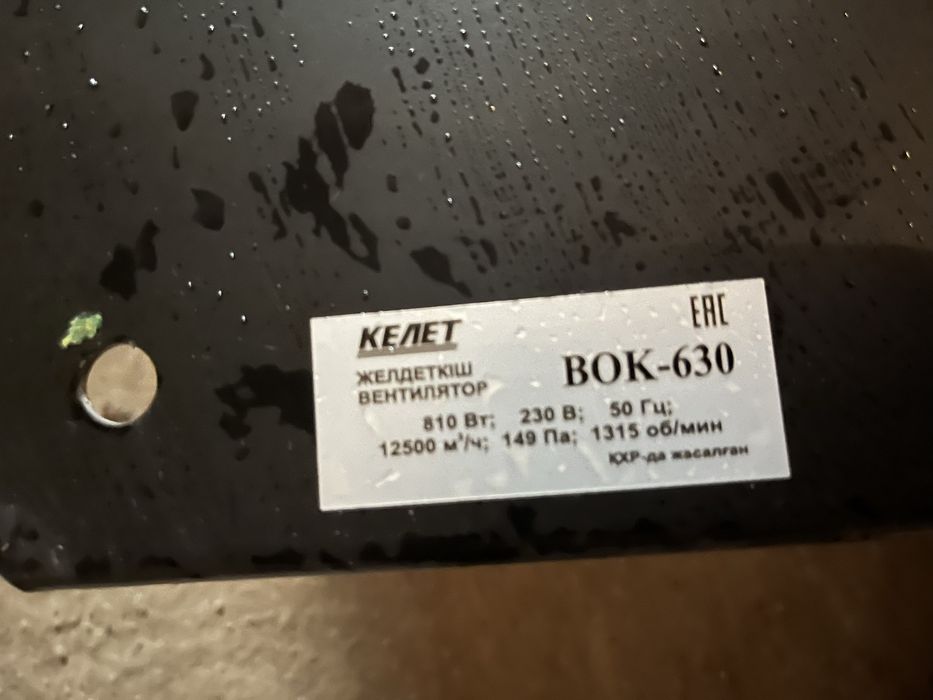 КЕЛЕТ
EAC
ЖЕЛДЕТКІШ
ВЕНТИЛЯТОР
ВОК-630
810 Вт; 230 В; 50 Гц;
12500 м³/ч; 149 Па; 1315 об/мин
ҚХР-да жасалған